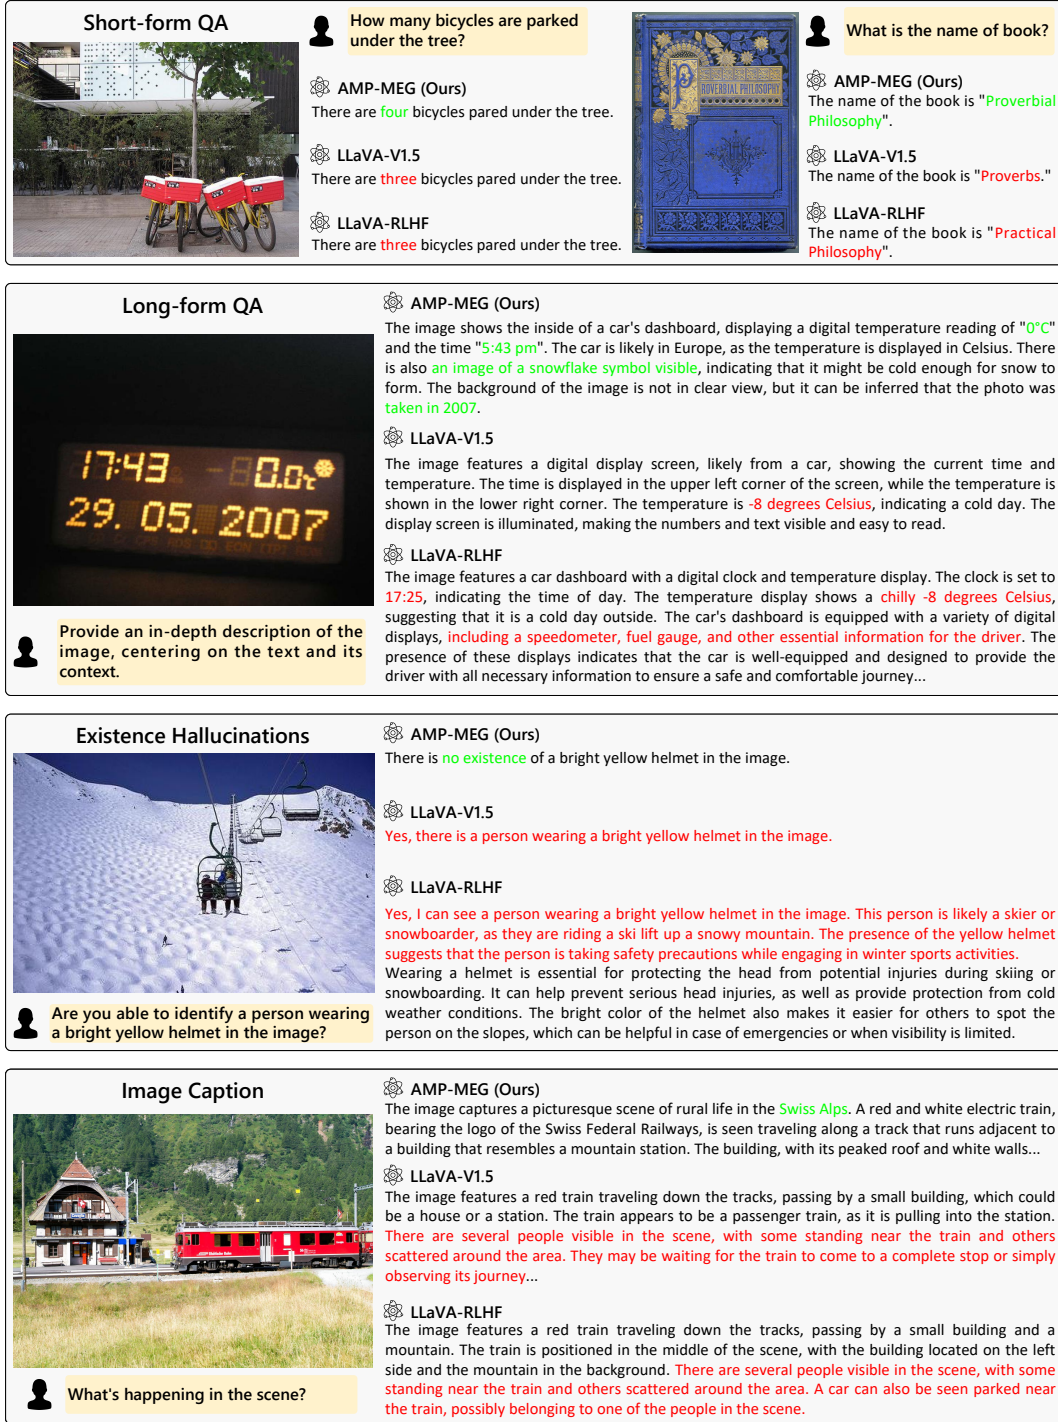 Short-form QA
How many bicycles are parked
under the tree?
AMP-MEG (Ours)
There are four bicycles pared under the tree.
LLaVA-V1.5
There are three bicycles pared under the tree.
LLaVA-RLHF
There are three bicycles pared under the tree.
P
PROVERBIAL PHILOSOPHY
What is the name of book?
AMP-MEG (Ours)
The name of the book is "Proverbial
Philosophy".
LLaVA-V1.5
The name of the book is "Proverbs."
LLaVA-RLHF
The name of the book is "Practical
Philosophy".
Long-form QA
17:43
0.0°C
29. 05. 2007
Provide an in-depth description of the
image, centering on the text and its
context.
AMP-MEG (Ours)
The image shows the inside of a car's dashboard, displaying a digital temperature reading of "0°C"
and the time "5:43 pm". The car is likely in Europe, as the temperature is displayed in Celsius. There
is also an image of a snowflake symbol visible, indicating that it might be cold enough for snow to
form. The background of the image is not in clear view, but it can be inferred that the photo was
taken in 2007.
LLaVA-V1.5
The image features a digital display screen, likely from a car, showing the current time and
temperature. The time is displayed in the upper left corner of the screen, while the temperature is
shown in the lower right corner. The temperature is -8 degrees Celsius, indicating a cold day. The
display screen is illuminated, making the numbers and text visible and easy to read.
LLaVA-RLHF
The image features a car dashboard with a digital clock and temperature display. The clock is set to
17:25, indicating the time of day. The temperature display shows a chilly -8 degrees Celsius,
suggesting that it is a cold day outside. The car's dashboard is equipped with a variety of digital
displays, including a speedometer, fuel gauge, and other essential information for the driver. The
presence of these displays indicates that the car is well-equipped and designed to provide the
driver with all necessary information to ensure a safe and comfortable journey...
Existence Hallucinations
Are you able to identify a person wearing
a bright yellow helmet in the image?
AMP-MEG (Ours)
There is no existence of a bright yellow helmet in the image.
LLaVA-V1.5
Yes, there is a person wearing a bright yellow helmet in the image.
LLaVA-RLHF
Yes, I can see a person wearing a bright yellow helmet in the image. This person is likely a skier or
snowboarder, as they are riding a ski lift up a snowy mountain. The presence of the yellow helmet
suggests that the person is taking safety precautions while engaging in winter sports activities.
Wearing a helmet is essential for protecting the head from potential injuries during skiing or
snowboarding. It can help prevent serious head injuries, as well as provide protection from cold
weather conditions. The bright color of the helmet also makes it easier for others to spot the
person on the slopes, which can be helpful in case of emergencies or when visibility is limited.
Image Caption
What's happening in the scene?
AMP-MEG (Ours)
The image captures a picturesque scene of rural life in the Swiss Alps. A red and white electric train,
bearing the logo of the Swiss Federal Railways, is seen traveling along a track that runs adjacent to
a building that resembles a mountain station. The building, with its peaked roof and white walls...
LLaVA-V1.5
The image features a red train traveling down the tracks, passing by a small building, which could
be a house or a station. The train appears to be a passenger train, as it is pulling into the station.
There are several people visible in the scene, with some standing near the train and others
scattered around the area. They may be waiting for the train to come to a complete stop or simply
observing its journey...
LLaVA-RLHF
The image features a red train traveling down the tracks, passing by a small building and a
mountain. The train is positioned in the middle of the scene, with the building located on the left
side and the mountain in the background. There are several people visible in the scene, with some
standing near the train and others scattered around the area. A car can also be seen parked near
the train, possibly belonging to one of the people in the scene.